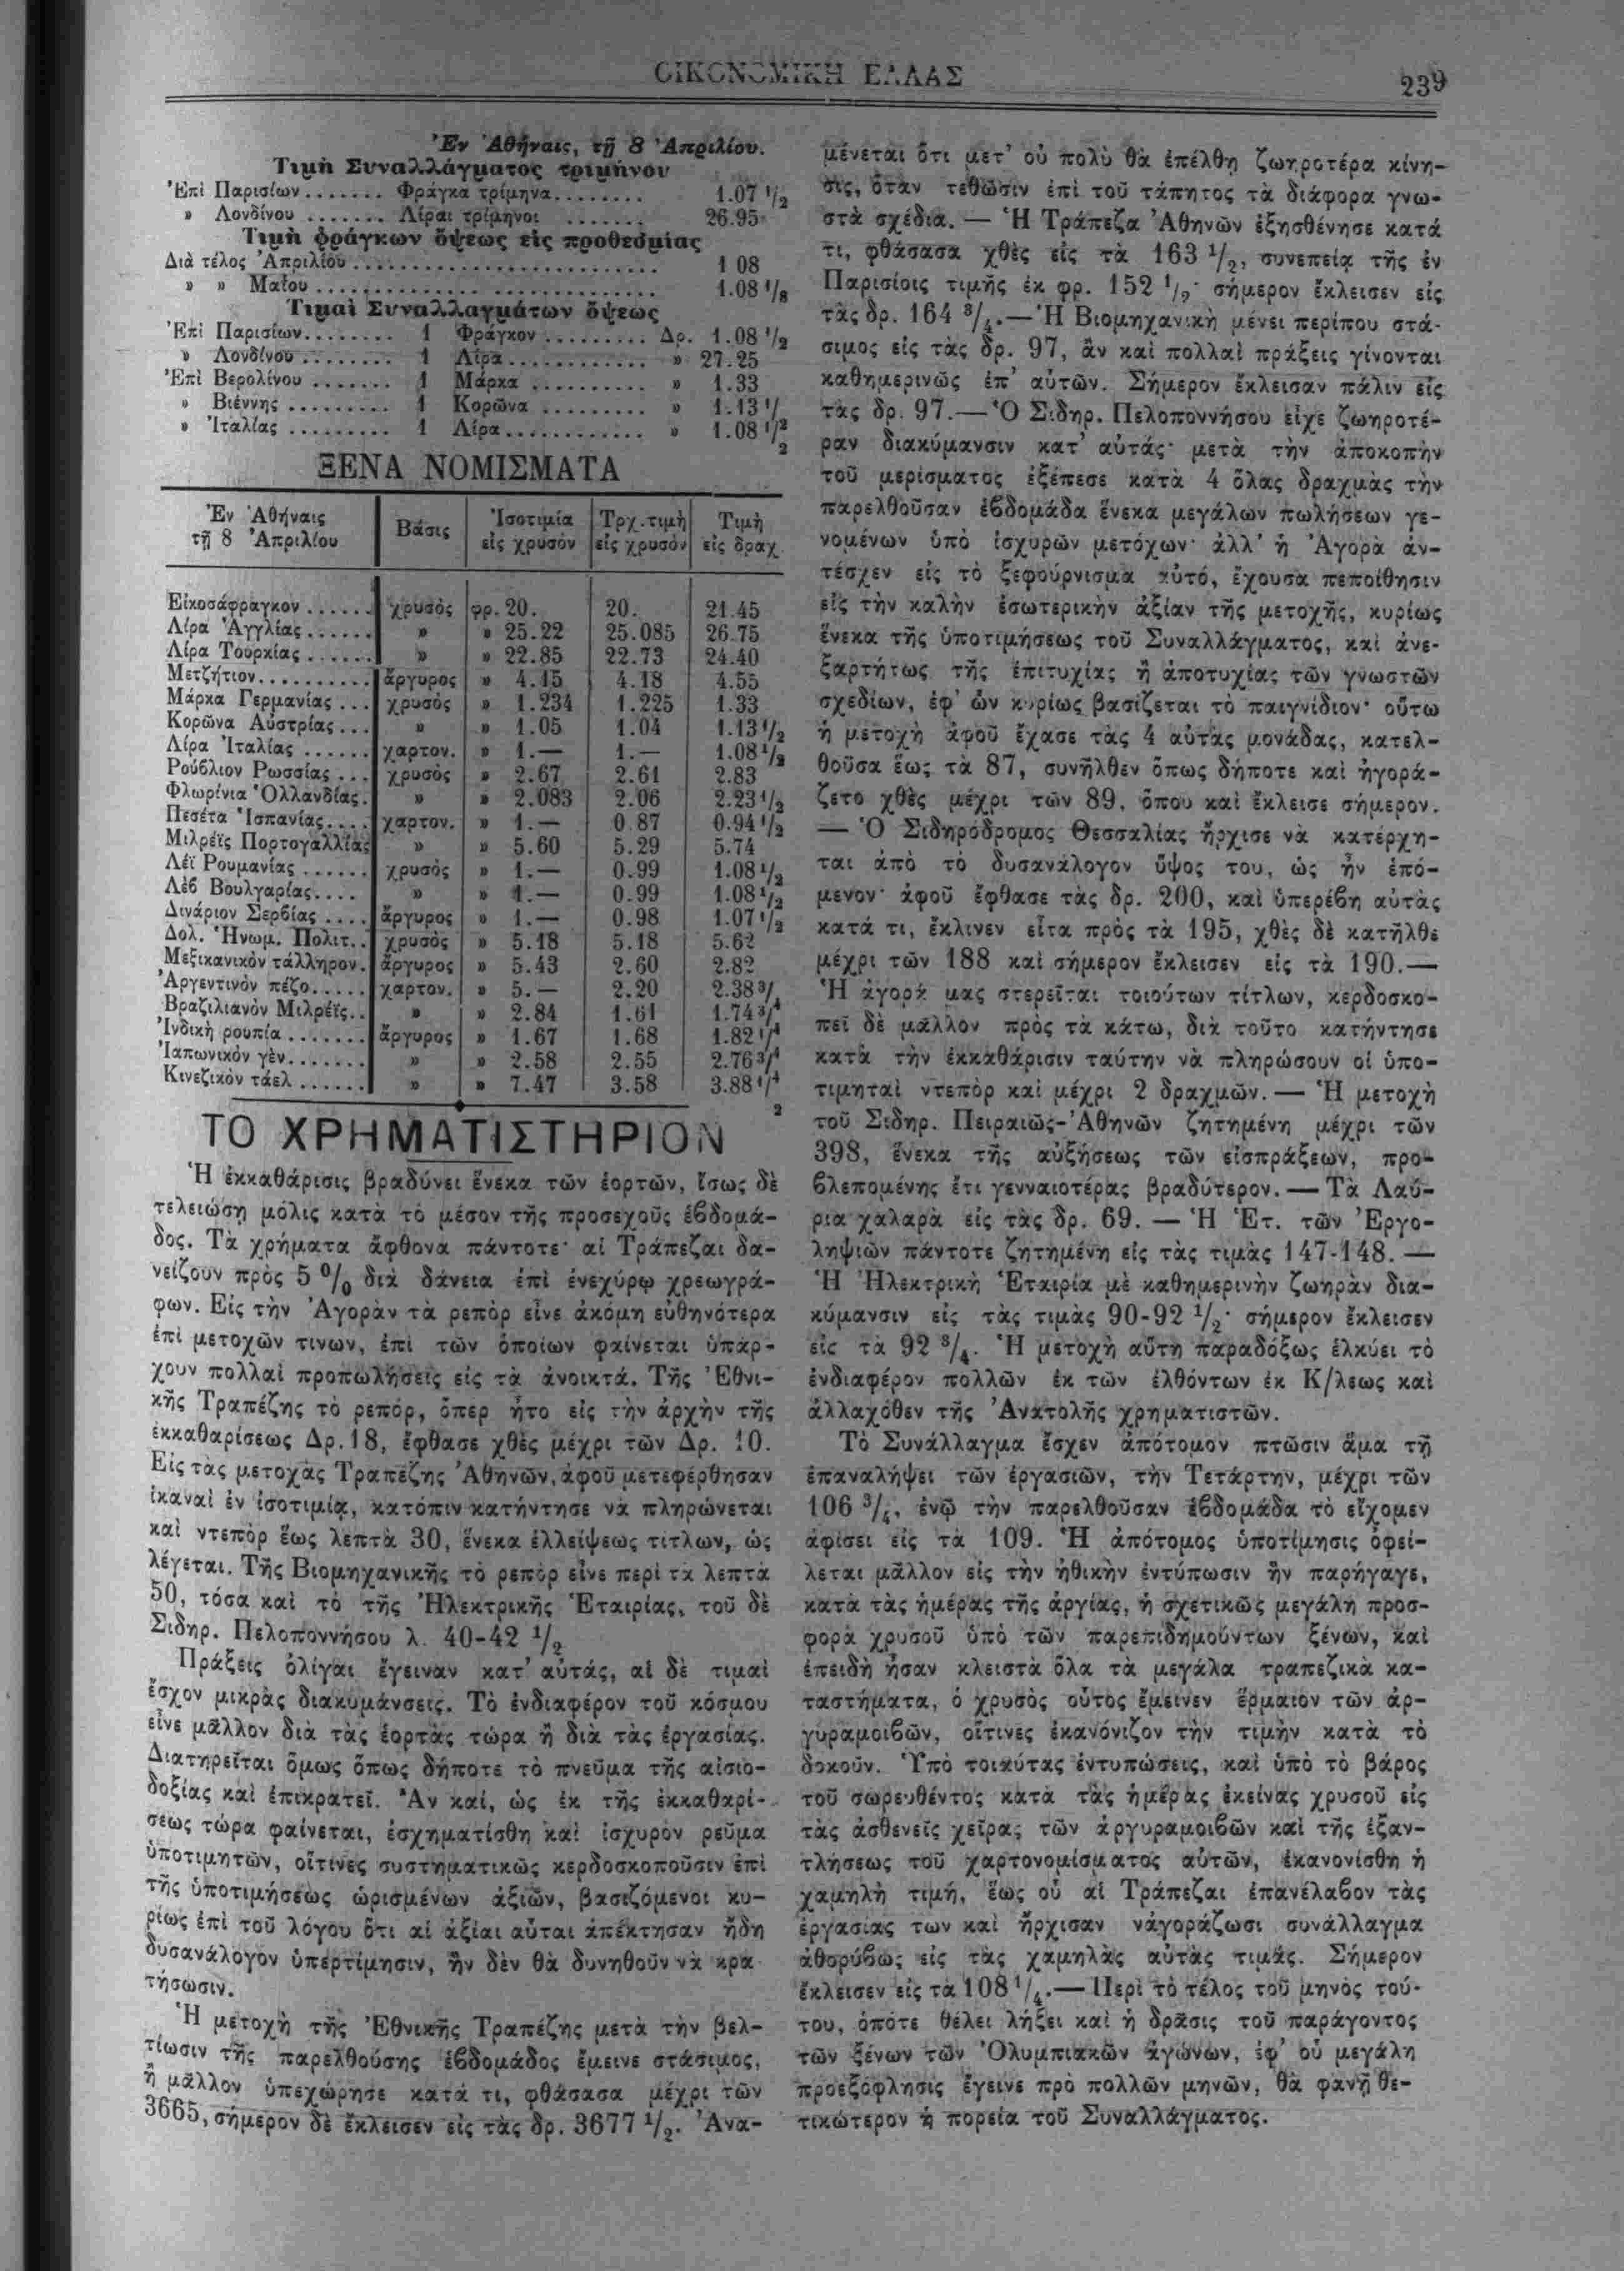 ΟΙΚΟΝΟΜΙΚΗ ΕΛΛΑΣ
239
Ἐν Ἀθήναις, τῇ 8 Ἀπριλίου.
Τιμὴ Συναλλάγματος τριμήνου
Ἐπὶ Παρισίων....... Φράγκα τρίμηνα........ 1.07 1/2
» Λονδίνου ....... Λίραι τρίμηνοι ....... 26.95
Τιμὴ φράγκων ὄψεως εἰς προθεσμίας
Διὰ τέλος Ἀπριλίου ........................... 1 08
» » Μαΐου .............................. 1.08 1/8
Τιμαὶ Συναλλαγμάτων ὄψεως
Ἐπὶ Παρισίων........ 1 Φράγκον ......... Δρ. 1.08 1/2
» Λονδίνου ........ 1 Λίρα............. » 27.25
Ἐπὶ Βερολίνου ....... 1 Μάρκα .......... » 1.33
» Βιέννης ......... 1 Κορῶνα ......... » 1.13 1/2
» Ἰταλίας ......... 1 Λίρα............ » 1.08 1/2
ΞΕΝΑ ΝΟΜΙΣΜΑΤΑ
Ἐν Ἀθήναις τῇ 8 Ἀπριλίου | Βάσις | Ἰσοτιμία εἰς χρυσόν | Τρχ.τιμὴ εἰς χρυσόν | Τιμὴ εἰς δραχ.
Εἰκοσάφραγκον ...... χρυσὸς φρ. 20. 20. 21.45
Λίρα Ἀγγλίας...... » » 25.22 25.085 26.75
Λίρα Τουρκίας ...... » » 22.85 22.73 24.40
Μετζήτιον.......... ἄργυρος » 4.15 4.18 4.55
Μάρκα Γερμανίας ... χρυσὸς » 1.234 1.225 1.33
Κορῶνα Αὐστρίας... » » 1.05 1.04 1.13 1/2
Λίρα Ἰταλίας ...... χαρτον. » 1.— 1.— 1.08 1/2
Ρούβλιον Ρωσσίας ... χρυσὸς » 2.67 2.61 2.83
Φλωρίνια Ὁλλανδίας. » » 2.083 2.06 2.23 1/2
Πεσέτα Ἱσπανίας.... χαρτον. » 1.— 0.87 0.94 1/2
Μιλρέϊς Πορτογαλλίας » » 5.60 5.29 5.74
Λέϊ Ρουμανίας ...... χρυσὸς » 1.— 0.99 1.08 1/2
Λὲβ Βουλγαρίας.... » » 1.— 0.99 1.08 1/2
Δινάριον Σερβίας .... ἄργυρος » 1.— 0.98 1.07 1/2
Δολ. Ἡνωμ. Πολιτ.. χρυσὸς » 5.18 5.18 5.62
Μεξικανικὸν τάλληρον. ἄργυρος » 5.43 2.60 2.82
Ἀργεντινὸν πέζο..... χαρτον. » 5.— 2.20 2.38 3/4
Βραζιλιανὸν Μιλρέϊς.. » » 2.84 1.61 1.74 3/4
Ἰνδικὴ ρουπία ....... ἄργυρος » 1.67 1.68 1.82 1/4
Ἰαπωνικὸν γὲν....... » » 2.58 2.55 2.76 3/4
Κινεζικὸν τάελ ...... » » 7.47 3.58 3.88 1/2
ΤΟ ΧΡΗΜΑΤΙΣΤΗΡΙΟΝ
Ἡ ἐκκαθάρισις βραδύνει ἕνεκα τῶν ἑορτῶν, ἴσως δὲ
τελειώσῃ μόλις κατὰ τὸ μέσον τῆς προσεχοῦς ἑβδομά-
δος. Τὰ χρήματα ἄφθονα πάντοτε· αἱ Τράπεζαι δα-
νείζουν πρὸς 5 0/0 διὰ δάνεια ἐπὶ ἐνεχύρῳ χρεωγρά-
φων. Εἰς τὴν Ἀγορὰν τὰ ρεπὸρ εἶνε ἀκόμη εὐθηνότερα
ἐπὶ μετοχῶν τινων, ἐπὶ τῶν ὁποίων φαίνεται ὑπάρ-
χουν πολλαὶ προπωλήσεις εἰς τὰ ἀνοικτά. Τῆς Ἐθνι-
κῆς Τραπέζης τὸ ρεπόρ, ὅπερ ἦτο εἰς τὴν ἀρχὴν τῆς
ἐκκαθαρίσεως Δρ.18, ἔφθασε χθὲς μέχρι τῶν Δρ. 10.
Εἰς τὰς μετοχὰς Τραπέζης Ἀθηνῶν, ἀφοῦ μετεφέρθησαν
ἱκαναὶ ἐν ἰσοτιμίᾳ, κατόπιν κατήντησε νὰ πληρώνεται
καὶ ντεπὸρ ἕως λεπτὰ 30, ἕνεκα ἐλλείψεως τίτλων, ὡς
λέγεται. Τῆς Βιομηχανικῆς τὸ ρεπὸρ εἶνε περὶ τὰ λεπτὰ
50, τόσα καὶ τὸ τῆς Ἠλεκτρικῆς Ἑταιρίας, τοῦ δὲ
Σιδηρ. Πελοποννήσου λ. 40-42 1/2
Πράξεις ὀλίγαι ἔγειναν κατ' αὐτάς, αἱ δὲ τιμαὶ
ἔσχον μικρὰς διακυμάνσεις. Τὸ ἐνδιαφέρον τοῦ κόσμου
εἶνε μᾶλλον διὰ τὰς ἑορτὰς τώρα ἢ διὰ τὰς ἐργασίας.
Διατηρεῖται ὅμως ὅπως δήποτε τὸ πνεῦμα τῆς αἰσιο-
δοξίας καὶ ἐπικρατεῖ. Ἂν καί, ὡς ἐκ τῆς ἐκκαθαρί-
σεως τώρα φαίνεται, ἐσχηματίσθη καὶ ἰσχυρὸν ρεῦμα
ὑποτιμητῶν, οἵτινες συστηματικῶς κερδοσκοποῦσιν ἐπὶ
τῆς ὑποτιμήσεως ὡρισμένων ἀξιῶν, βασιζόμενοι κυ-
ρίως ἐπὶ τοῦ λόγου ὅτι αἱ ἀξίαι αὗται ἀπέκτησαν ἤδη
δυσανάλογον ὑπερτίμησιν, ἣν δὲν θὰ δυνηθοῦν νὰ κρα
τήσωσιν.
Ἡ μετοχὴ τῆς Ἐθνικῆς Τραπέζης μετὰ τὴν βελ-
τίωσιν τῆς παρελθούσης ἑβδομάδος ἔμεινε στάσιμος,
ἢ μᾶλλον ὑπεχώρησε κατά τι, φθάσασα μέχρι τῶν
3665, σήμερον δὲ ἔκλεισεν εἰς τὰς δρ. 3677 1/2. Ἀνα-
μένεται ὅτι μετ' οὐ πολὺ θὰ ἐπέλθῃ ζωηροτέρα κίνη-
σις, ὅταν τεθῶσιν ἐπὶ τοῦ τάπητος τὰ διάφορα γνω-
στὰ σχέδια. — Ἡ Τράπεζα Ἀθηνῶν ἐξησθένησε κατά
τι, φθάσασα χθὲς εἰς τὰ 163 1/2, συνεπείᾳ τῆς ἐν
Παρισίοις τιμῆς ἐκ φρ. 152 1/2· σήμερον ἔκλεισεν εἰς
τὰς δρ. 164 3/4.—Ἡ Βιομηχανικὴ μένει περίπου στά-
σιμος εἰς τὰς δρ. 97, ἂν καὶ πολλαὶ πράξεις γίνονται
καθημερινῶς ἐπ' αὐτῶν. Σήμερον ἔκλεισαν πάλιν εἰς
τὰς δρ. 97.—Ὁ Σιδηρ. Πελοποννήσου εἶχε ζωηροτέ-
ραν διακύμανσιν κατ' αὐτάς· μετὰ τὴν ἀποκοπὴν
τοῦ μερίσματος ἐξέπεσε κατὰ 4 ὅλας δραχμὰς τὴν
παρελθοῦσαν ἑβδομάδα ἕνεκα μεγάλων πωλήσεων γε-
νομένων ὑπὸ ἰσχυρῶν μετόχων· ἀλλ' ἡ Ἀγορὰ ἀν-
τέσχεν εἰς τὸ ξεφούρνισμα αὐτό, ἔχουσα πεποίθησιν
εἰς τὴν καλὴν ἐσωτερικὴν ἀξίαν τῆς μετοχῆς, κυρίως
ἕνεκα τῆς ὑποτιμήσεως τοῦ Συναλλάγματος, καὶ ἀνε-
ξαρτήτως τῆς ἐπιτυχίας ἢ ἀποτυχίας τῶν γνωστῶν
σχεδίων, ἐφ' ὧν κυρίως βασίζεται τὸ παιγνίδιον· οὕτω
ἡ μετοχὴ ἀφοῦ ἔχασε τὰς 4 αὐτὰς μονάδας, κατελ-
θοῦσα ἕως τὰ 87, συνῆλθεν ὅπως δήποτε καὶ ἠγορά-
ζετο χθὲς μέχρι τῶν 89, ὅπου καὶ ἔκλεισε σήμερον.
— Ὁ Σιδηρόδρομος Θεσσαλίας ἤρχισε νὰ κατέρχη-
ται ἀπὸ τὸ δυσανάλογον ὕψος του, ὡς ἦν ἑπό-
μενον· ἀφοῦ ἔφθασε τὰς δρ. 200, καὶ ὑπερέβη αὐτὰς
κατά τι, ἔκλινεν εἶτα πρὸς τὰ 195, χθὲς δὲ κατῆλθε
μέχρι τῶν 188 καὶ σήμερον ἔκλεισεν εἰς τὰ 190.—
Ἡ ἀγορά μας στερεῖται τοιούτων τίτλων, κερδοσκο-
πεῖ δὲ μᾶλλον πρὸς τὰ κάτω, διὰ τοῦτο κατήντησε
κατὰ τὴν ἐκκαθάρισιν ταύτην νὰ πληρώσουν οἱ ὑπο-
τιμηταὶ ντεπὸρ καὶ μέχρι 2 δραχμῶν. — Ἡ μετοχὴ
τοῦ Σιδηρ. Πειραιῶς-Ἀθηνῶν ζητημένη μέχρι τῶν
398, ἕνεκα τῆς αὐξήσεως τῶν εἰσπράξεων, προ-
βλεπομένης ἔτι γενναιοτέρας βραδύτερον. — Τὰ Λαύ-
ρια χαλαρὰ εἰς τὰς δρ. 69. — Ἡ Ἑτ. τῶν Ἐργο-
ληψιῶν πάντοτε ζητημένη εἰς τὰς τιμὰς 147-148. —
Ἡ Ἠλεκτρικὴ Ἑταιρία μὲ καθημερινὴν ζωηρὰν δια-
κύμανσιν εἰς τὰς τιμὰς 90-92 1/2· σήμερον ἔκλεισεν
εἰς τὰ 92 3/4. Ἡ μετοχὴ αὕτη παραδόξως ἑλκύει τὸ
ἐνδιαφέρον πολλῶν ἐκ τῶν ἐλθόντων ἐκ Κ/λεως καὶ
ἀλλαχόθεν τῆς Ἀνατολῆς χρηματιστῶν.
Τὸ Συνάλλαγμα ἔσχεν ἀπότομον πτῶσιν ἅμα τῇ
ἐπαναλήψει τῶν ἐργασιῶν, τὴν Τετάρτην, μέχρι τῶν
106 3/4, ἐνῷ τὴν παρελθοῦσαν ἑβδομάδα τὸ εἴχομεν
ἀφίσει εἰς τὰ 109. Ἡ ἀπότομος ὑποτίμησις ὀφεί-
λεται μᾶλλον εἰς τὴν ἠθικὴν ἐντύπωσιν ἣν παρήγαγε,
κατὰ τὰς ἡμέρας τῆς ἀργίας, ἡ σχετικῶς μεγάλη προσ-
φορὰ χρυσοῦ ὑπὸ τῶν παρεπιδημούντων ξένων, καὶ
ἐπειδὴ ἦσαν κλειστὰ ὅλα τὰ μεγάλα τραπεζικὰ κα-
ταστήματα, ὁ χρυσὸς οὗτος ἔμεινεν ἕρμαιον τῶν ἀρ-
γυραμοιβῶν, οἵτινες ἐκανόνιζον τὴν τιμὴν κατὰ τὸ
δοκοῦν. Ὑπὸ τοιαύτας ἐντυπώσεις, καὶ ὑπὸ τὸ βάρος
τοῦ σωρευθέντος κατὰ τὰς ἡμέρας ἐκείνας χρυσοῦ εἰς
τὰς ἀσθενεῖς χεῖρας τῶν ἀργυραμοιβῶν καὶ τῆς ἐξαν-
τλήσεως τοῦ χαρτονομίσματος αὐτῶν, ἐκανονίσθη ἡ
χαμηλὴ τιμή, ἕως οὗ αἱ Τράπεζαι ἐπανέλαβον τὰς
ἐργασίας των καὶ ἤρχισαν νἀγοράζωσι συνάλλαγμα
ἀθορύβως εἰς τὰς χαμηλὰς αὐτὰς τιμάς. Σήμερον
ἔκλεισεν εἰς τὰ 108 1/4.—Περὶ τὸ τέλος τοῦ μηνὸς τού-
του, ὁπότε θέλει λήξει καὶ ἡ δρᾶσις τοῦ παράγοντος
τῶν ξένων τῶν Ὀλυμπιακῶν ἀγώνων, ἐφ' οὗ μεγάλη
προεξόφλησις ἔγεινε πρὸ πολλῶν μηνῶν, θὰ φανῇ θε-
τικώτερον ἡ πορεία τοῦ Συναλλάγματος.